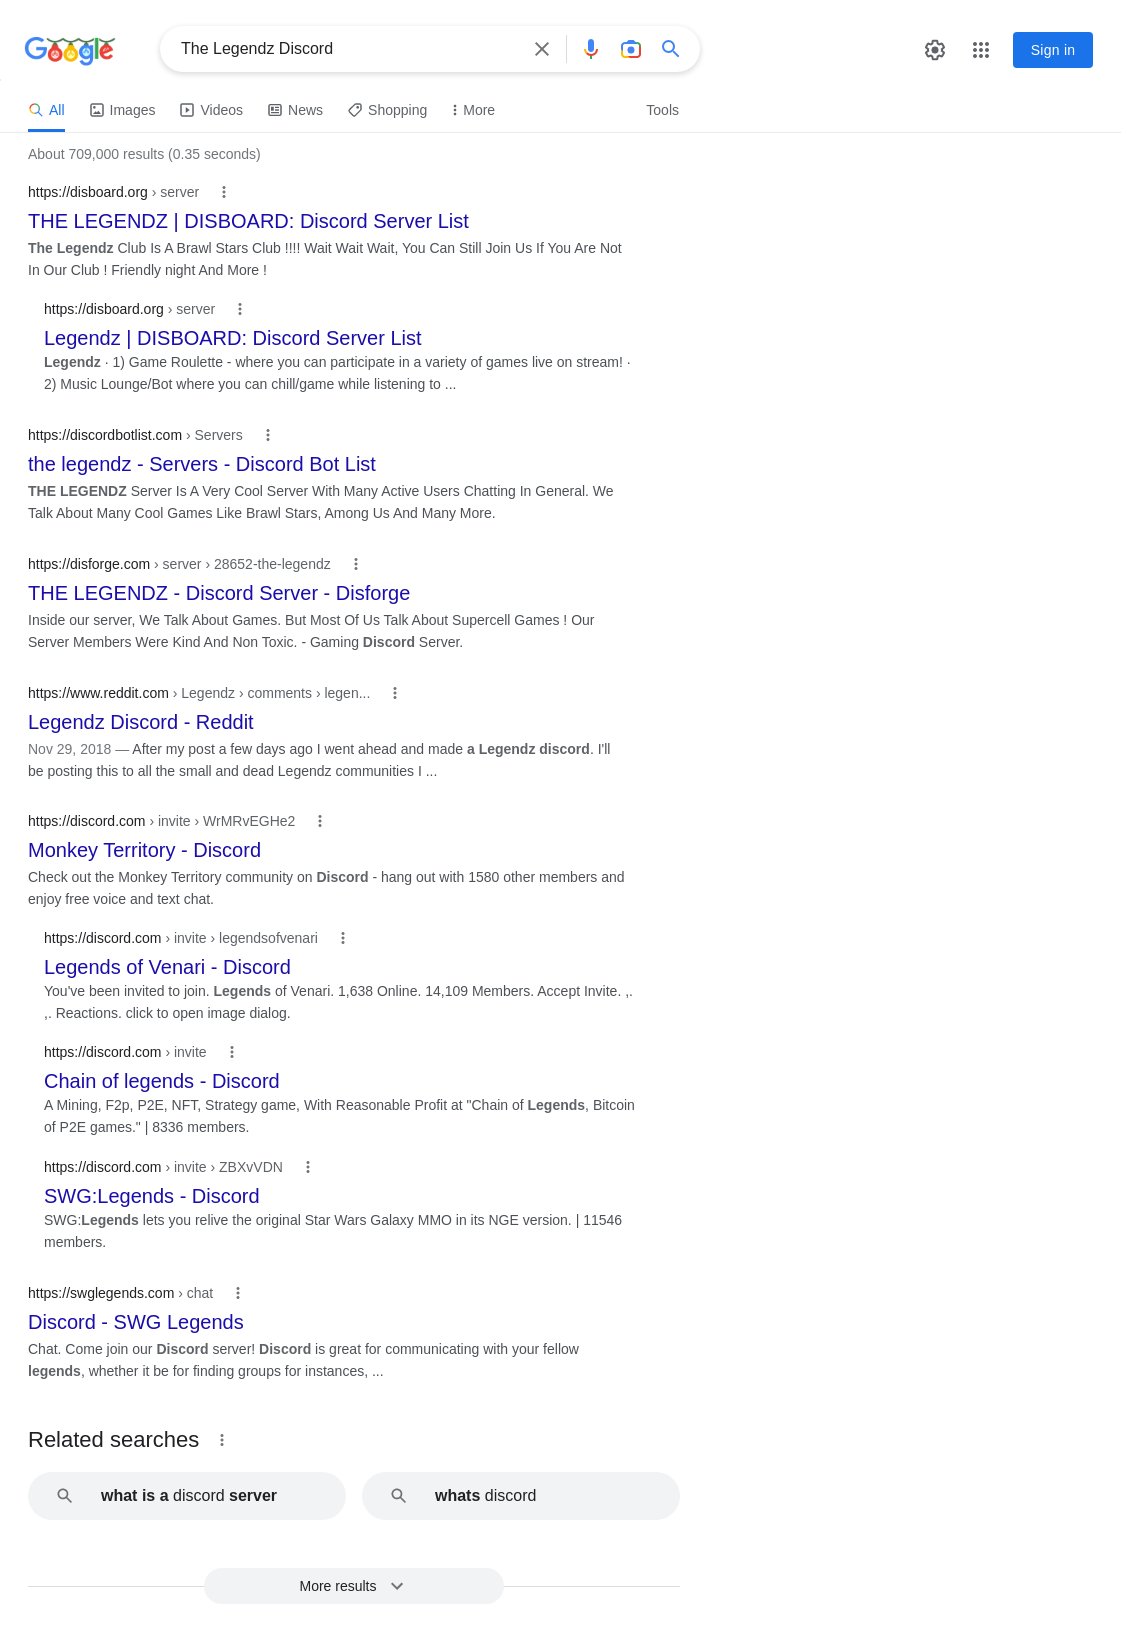 Google
The Legendz Discord
Sign in
All
Images
Videos
News
Shopping
More
Tools
About 709,000 results (0.35 seconds)
https://disboard.org › server
THE LEGENDZ | DISBOARD: Discord Server List
The Legendz Club Is A Brawl Stars Club !!!! Wait Wait Wait, You Can Still Join Us If You Are Not
In Our Club ! Friendly night And More !
https://disboard.org › server
Legendz | DISBOARD: Discord Server List
Legendz · 1) Game Roulette - where you can participate in a variety of games live on stream! ·
2) Music Lounge/Bot where you can chill/game while listening to ...
https://discordbotlist.com › Servers
the legendz - Servers - Discord Bot List
THE LEGENDZ Server Is A Very Cool Server With Many Active Users Chatting In General. We
Talk About Many Cool Games Like Brawl Stars, Among Us And Many More.
https://disforge.com › server › 28652-the-legendz
THE LEGENDZ - Discord Server - Disforge
Inside our server, We Talk About Games. But Most Of Us Talk About Supercell Games ! Our
Server Members Were Kind And Non Toxic. - Gaming Discord Server.
https://www.reddit.com › Legendz › comments › legen...
Legendz Discord - Reddit
Nov 29, 2018 — After my post a few days ago I went ahead and made a Legendz discord. I'll
be posting this to all the small and dead Legendz communities I ...
https://discord.com › invite › WrMRvEGHe2
Monkey Territory - Discord
Check out the Monkey Territory community on Discord - hang out with 1580 other members and
enjoy free voice and text chat.
https://discord.com › invite › legendsofvenari
Legends of Venari - Discord
You've been invited to join. Legends of Venari. 1,638 Online. 14,109 Members. Accept Invite. ,.
,. Reactions. click to open image dialog.
https://discord.com › invite
Chain of legends - Discord
A Mining, F2p, P2E, NFT, Strategy game, With Reasonable Profit at "Chain of Legends, Bitcoin
of P2E games." | 8336 members.
https://discord.com › invite › ZBXvVDN
SWG:Legends - Discord
SWG:Legends lets you relive the original Star Wars Galaxy MMO in its NGE version. | 11546
members.
https://swglegends.com › chat
Discord - SWG Legends
Chat. Come join our Discord server! Discord is great for communicating with your fellow
legends, whether it be for finding groups for instances, ...
Related searches
what is a discord server
whats discord
More results